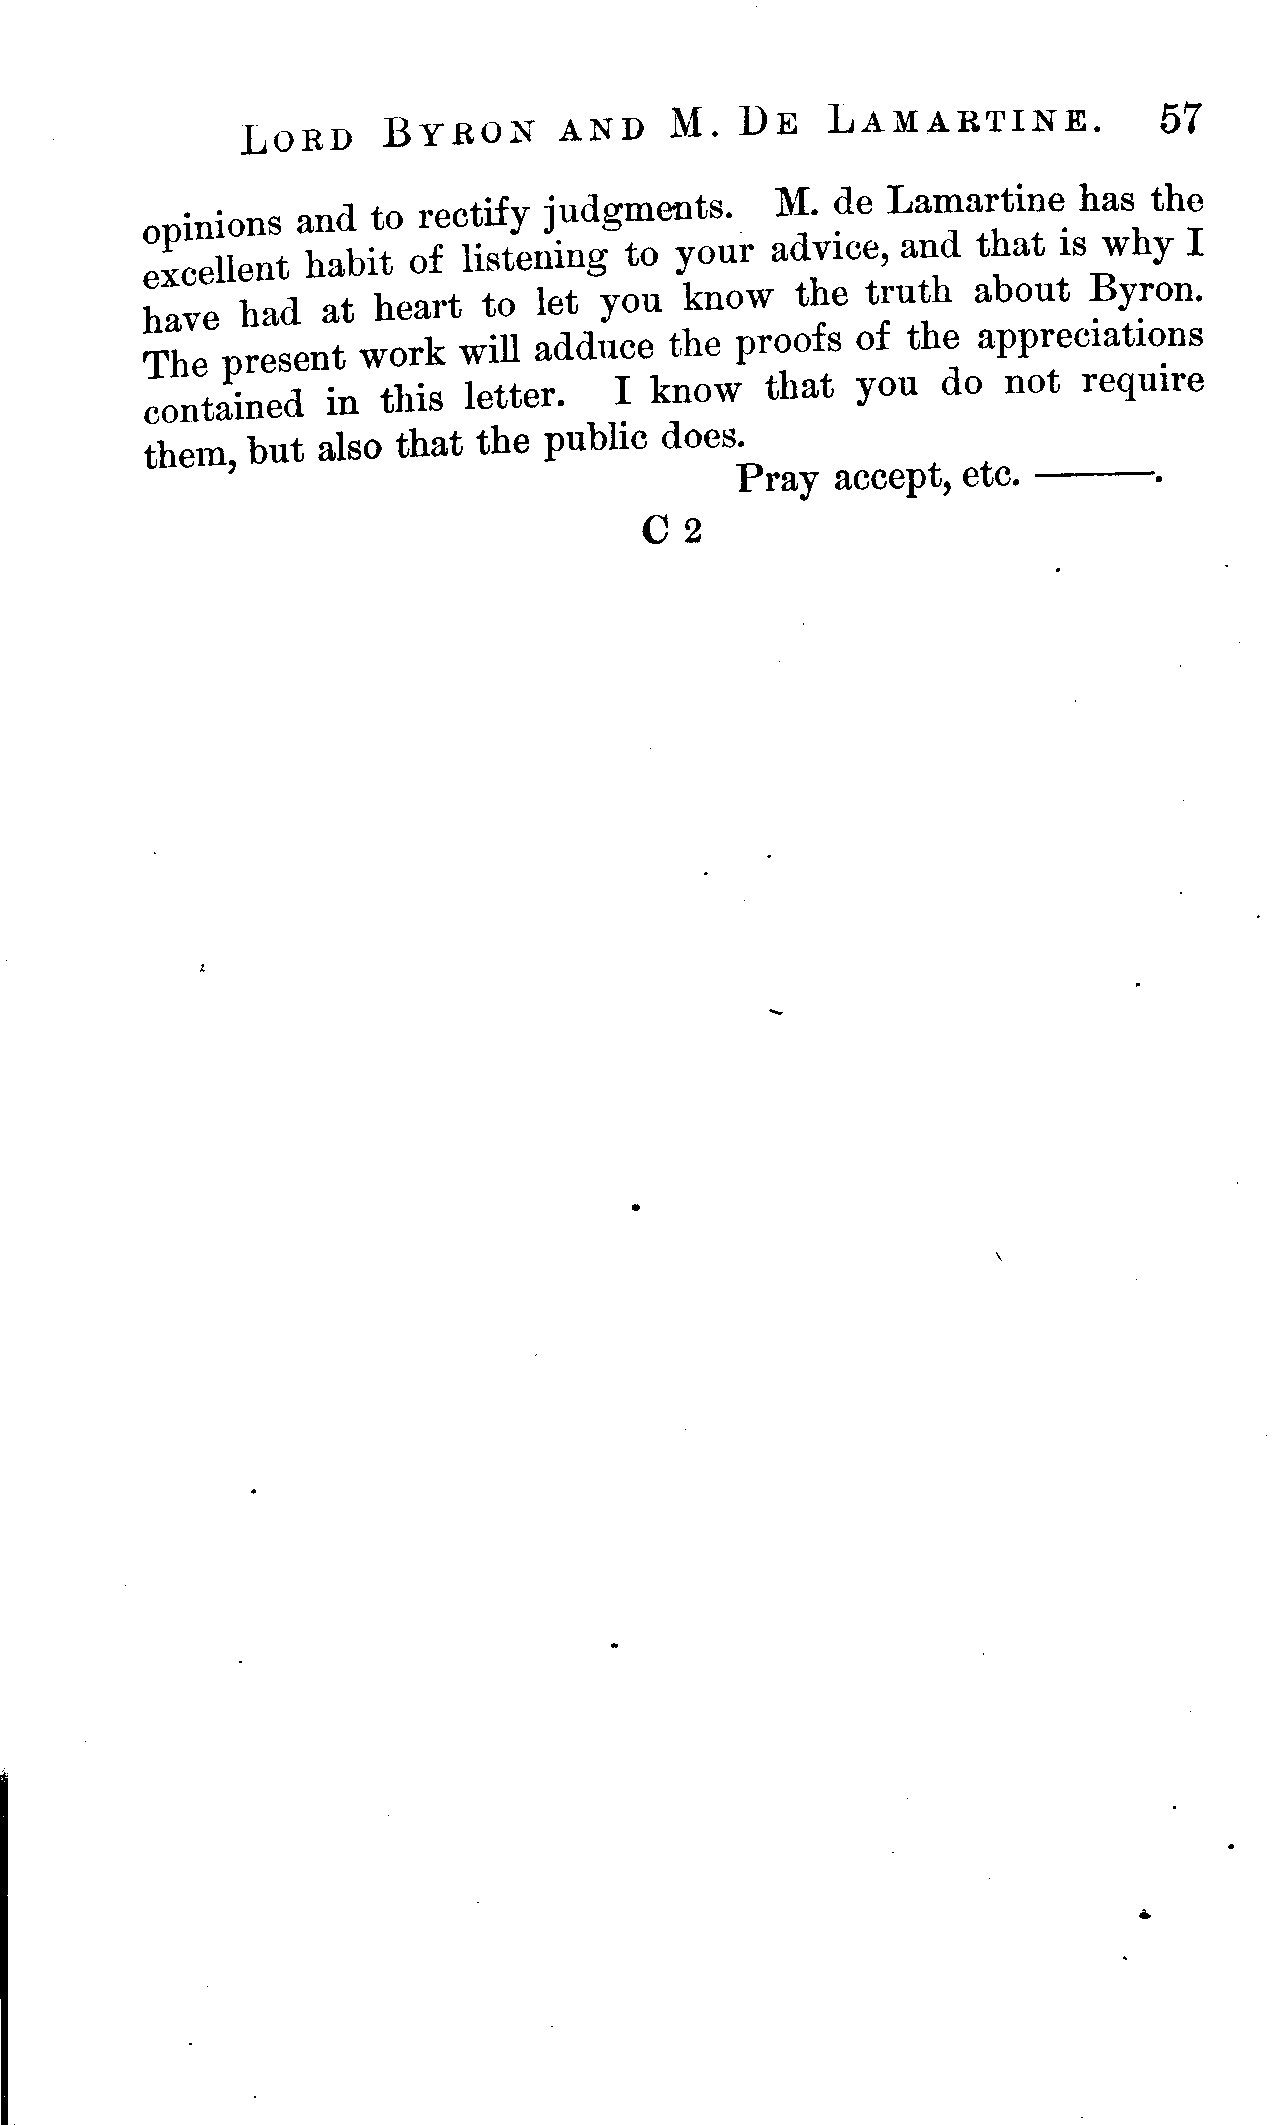 LORD BYRON AND M. DE LAMARTINE. 57
opinions and to rectify judgments. M. de Lamartine has the
excellent habit of listening to your advice, and that is why I
have had at heart to let you know the truth about Byron.
The present work will adduce the proofs of the appreciations
contained in this letter. I know that you do not require
them, but also that the public does.
Pray accept, etc. ———.
C 2